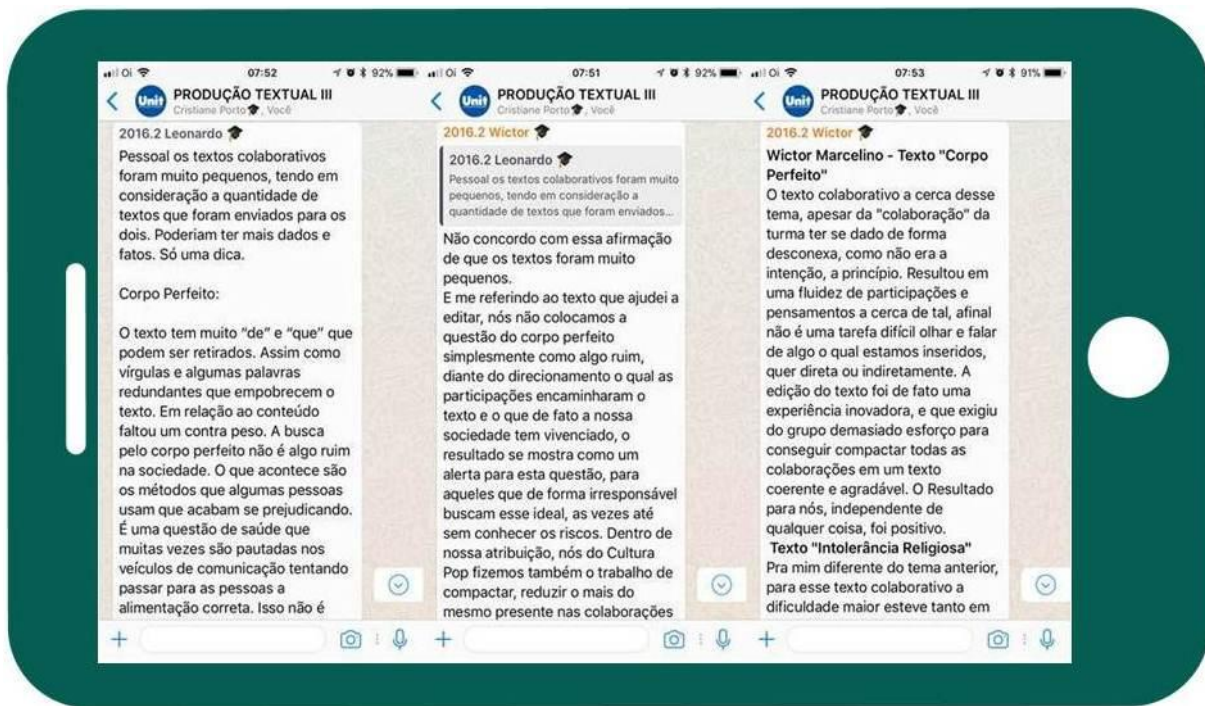 Oi 07:52 92%
Unit
PRODUÇÃO TEXTUAL III
Cristiane Porto🎓, Você
2016.2 Leonardo 🎓
Pessoal os textos colaborativos
foram muito pequenos, tendo em
consideração a quantidade de
textos que foram enviados para os
dois. Poderiam ter mais dados e
fatos. Só uma dica.
Corpo Perfeito:
O texto tem muito “de” e “que” que
podem ser retirados. Assim como
vírgulas e algumas palavras
redundantes que empobrecem o
texto. Em relação ao conteúdo
faltou um contra peso. A busca
pelo corpo perfeito não é algo ruim
na sociedade. O que acontece são
os métodos que algumas pessoas
usam que acabam se prejudicando.
É uma questão de saúde que
muitas vezes são pautadas nos
veículos de comunicação tentando
passar para as pessoas a
alimentação correta. Isso não é
Oi 07:51 92%
Unit
PRODUÇÃO TEXTUAL III
Cristiane Porto🎓, Você
2016.2 Wictor 🎓
2016.2 Leonardo 🎓
Pessoal os textos colaborativos foram muito
pequenos, tendo em consideração a
quantidade de textos que foram enviados...
Não concordo com essa afirmação
de que os textos foram muito
pequenos.
E me referindo ao texto que ajudei a
editar, nós não colocamos a
questão do corpo perfeito
simplesmente como algo ruim,
diante do direcionamento o qual as
participações encaminharam o
texto e o que de fato a nossa
sociedade tem vivenciado, o
resultado se mostra como um
alerta para esta questão, para
aqueles que de forma irresponsável
buscam esse ideal, as vezes até
sem conhecer os riscos. Dentro de
nossa atribuição, nós do Cultura
Pop fizemos também o trabalho de
compactar, reduzir o mais do
mesmo presente nas colaborações
Oi 07:53 91%
Unit
PRODUÇÃO TEXTUAL III
Cristiane Porto🎓, Você
2016.2 Wictor 🎓
Wictor Marcelino - Texto "Corpo
Perfeito"
O texto colaborativo a cerca desse
tema, apesar da "colaboração" da
turma ter se dado de forma
desconexa, como não era a
intenção, a princípio. Resultou em
uma fluidez de participações e
pensamentos a cerca de tal, afinal
não é uma tarefa difícil olhar e falar
de algo o qual estamos inseridos,
quer direta ou indiretamente. A
edição do texto foi de fato uma
experiência inovadora, e que exigiu
do grupo demasiado esforço para
conseguir compactar todas as
colaborações em um texto
coerente e agradável. O Resultado
para nós, independente de
qualquer coisa, foi positivo.
Texto "Intolerância Religiosa"
Pra mim diferente do tema anterior,
para esse texto colaborativo a
dificuldade maior esteve tanto em